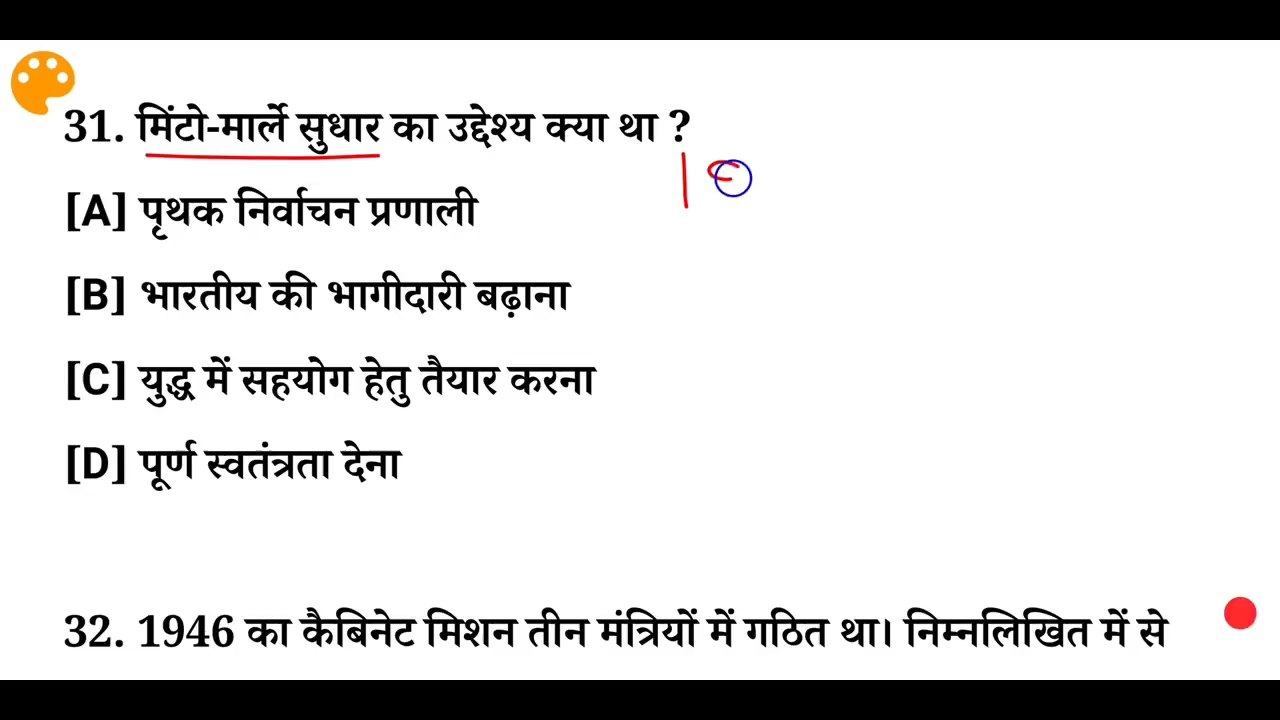 31. मिंटो-मार्ले सुधार का उद्देश्य क्या था ?
[A] पृथक निर्वाचन प्रणाली
[B] भारतीय की भागीदारी बढ़ाना
[C] युद्ध में सहयोग हेतु तैयार करना
[D] पूर्ण स्वतंत्रता देना
32. 1946 का कैबिनेट मिशन तीन मंत्रियों में गठित था। निम्नलिखित में से